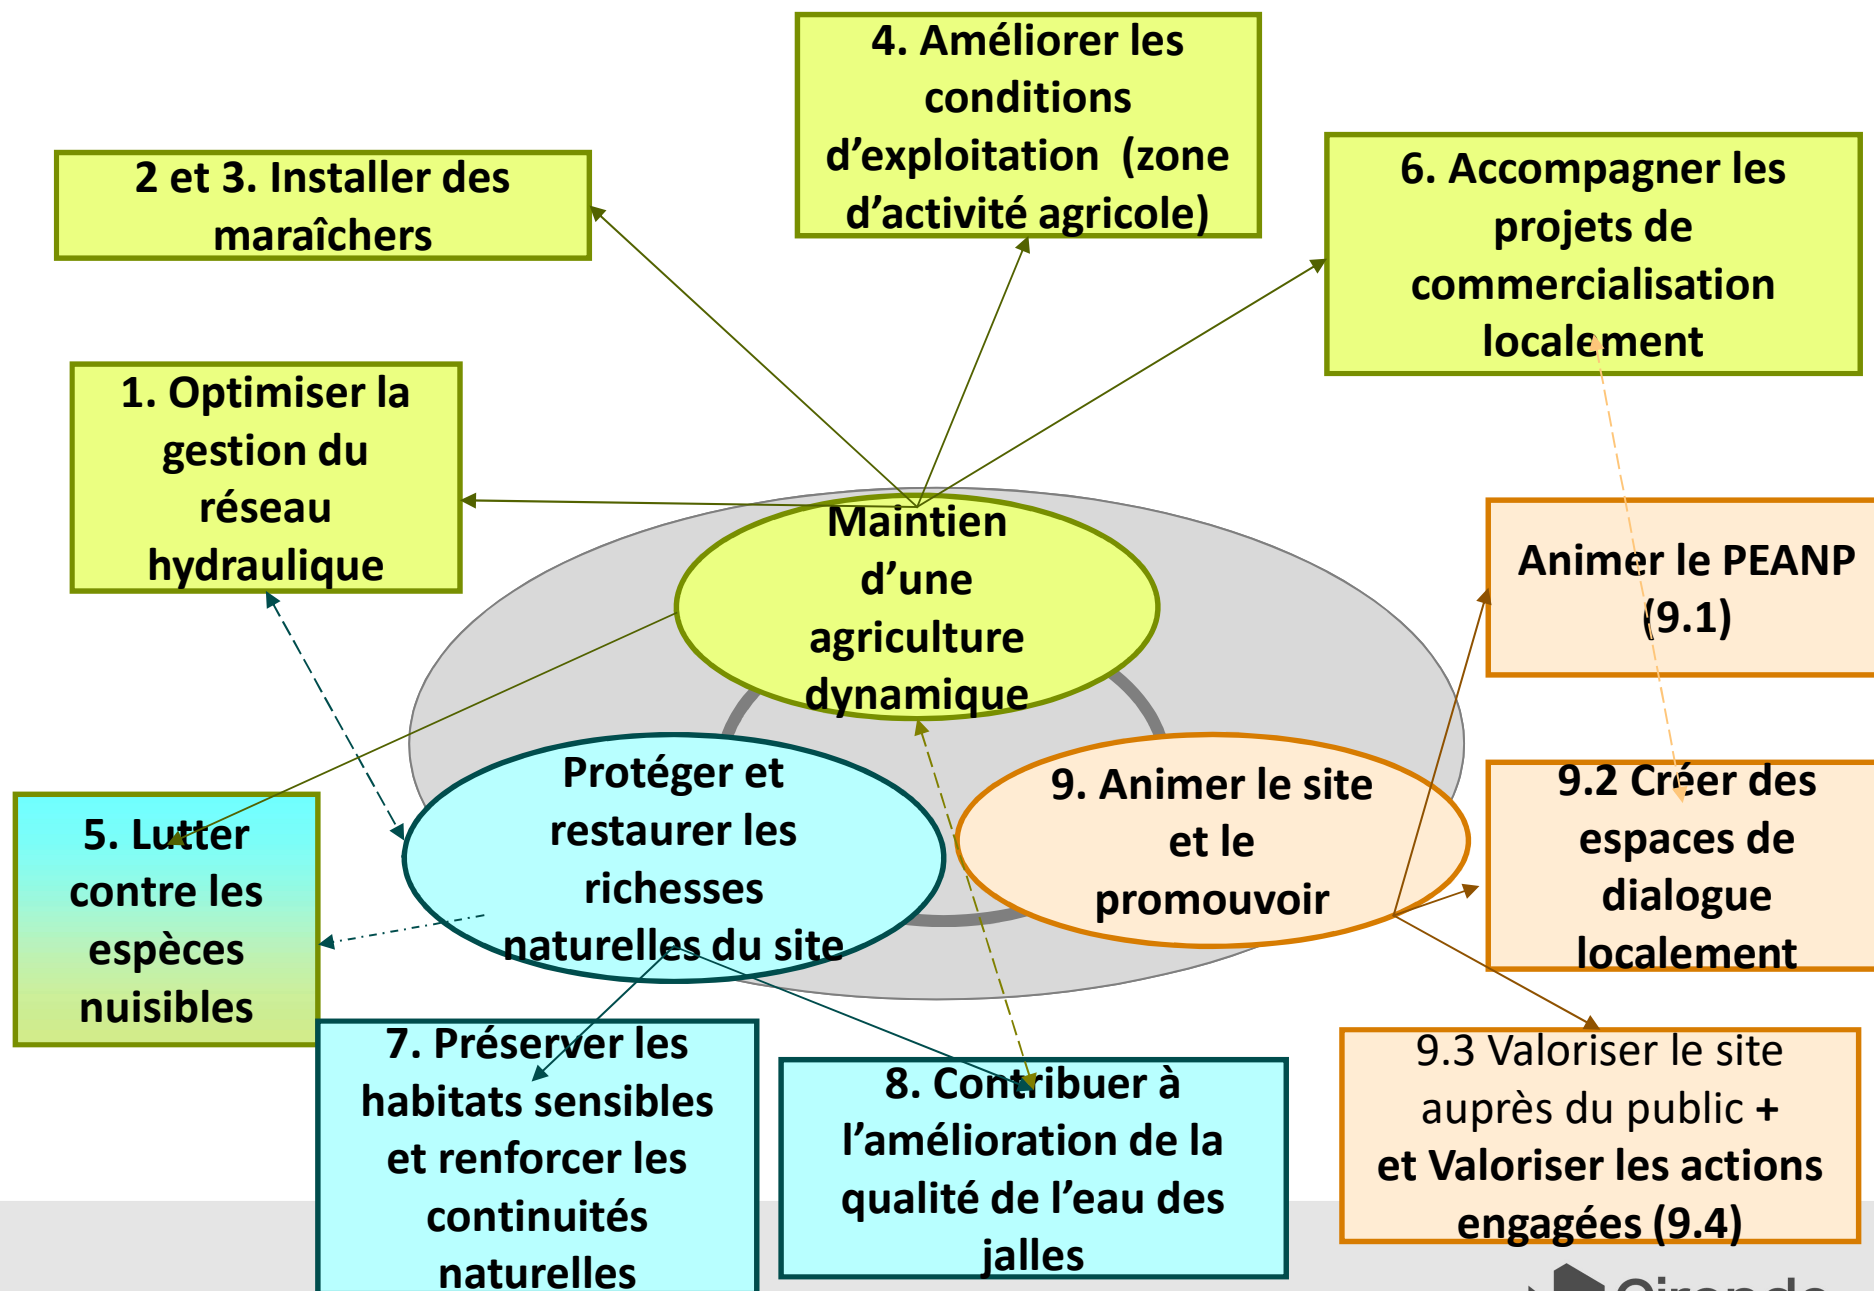 4. Améliorer les
conditions
d’exploitation (zone
d’activité agricole)
2 et 3. Installer des
maraîchers
6. Accompagner les
projets de
commercialisation
localement
1. Optimiser la
gestion du
réseau
hydraulique
Maintien
d’une
agriculture
dynamique
Animer le PEANP
(9.1)
Protéger et
restaurer les
richesses
naturelles du site
9. Animer le site
et le
promouvoir
9.2 Créer des
espaces de
dialogue
localement
5. Lutter
contre les
espèces
nuisibles
7. Préserver les
habitats sensibles
et renforcer les
continuités
naturelles
8. Contribuer à
l’amélioration de la
qualité de l’eau des
jalles
9.3 Valoriser le site
auprès du public +
et Valoriser les actions
engagées (9.4)
Gironde